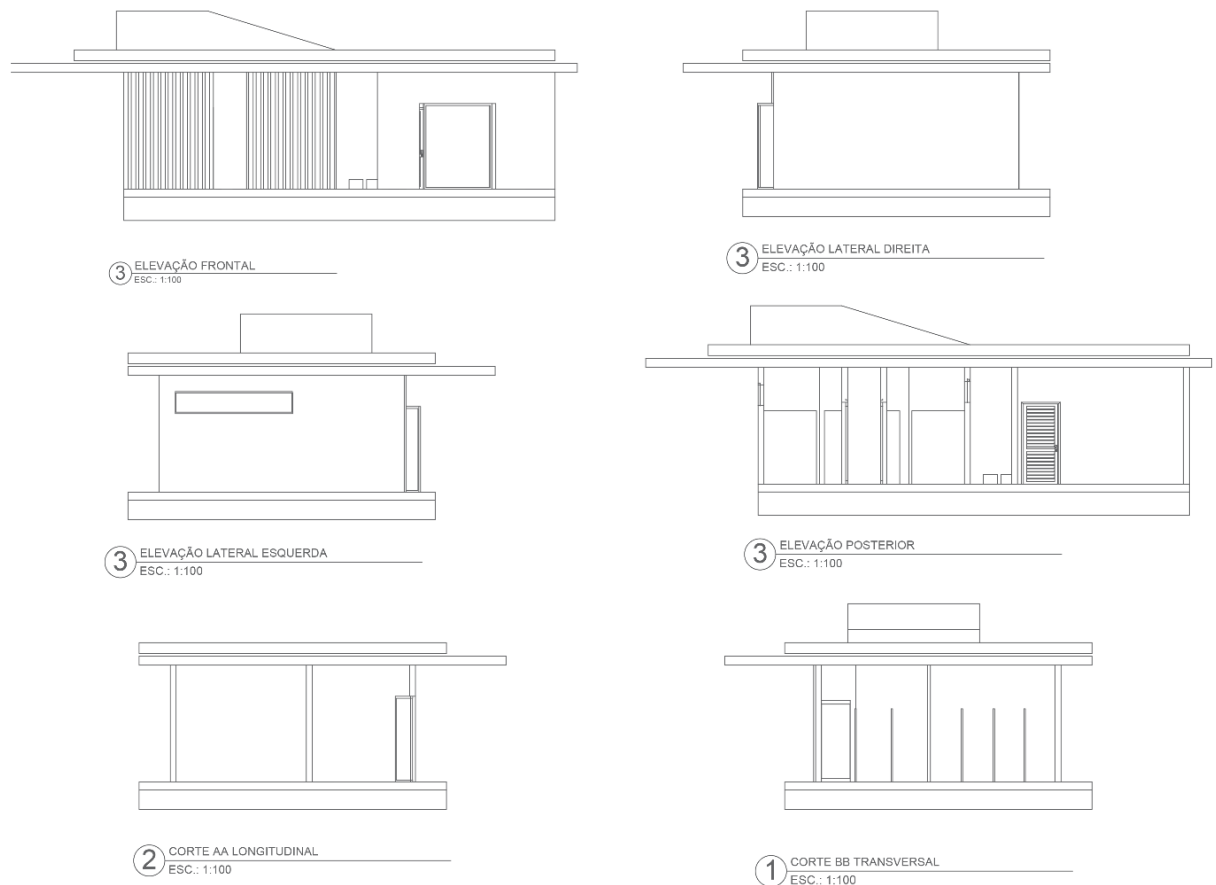 3 ELEVAÇÃO FRONTAL
ESC.: 1:100
3 ELEVAÇÃO LATERAL DIREITA
ESC.: 1:100
3 ELEVAÇÃO LATERAL ESQUERDA
ESC.: 1:100
3 ELEVAÇÃO POSTERIOR
ESC.: 1:100
2 CORTE AA LONGITUDINAL
ESC.: 1:100
1 CORTE BB TRANSVERSAL
ESC.: 1:100